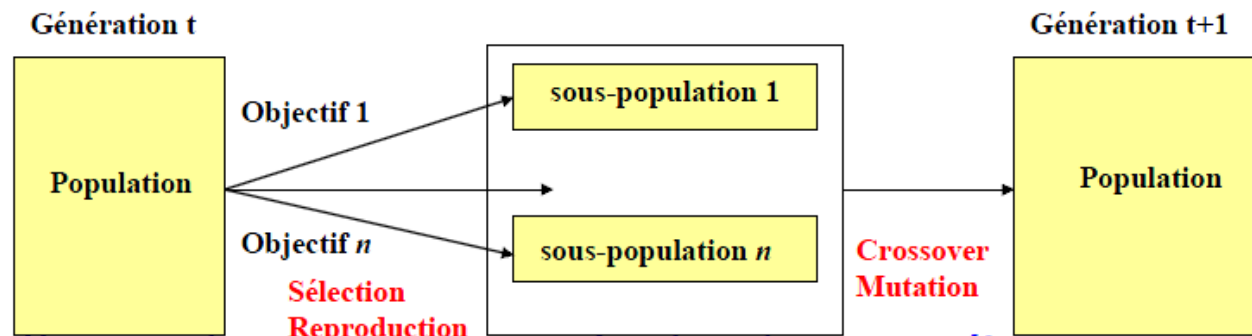 Génération t
Génération t+1
Population
Objectif 1
Objectif n
Sélection
Reproduction
sous-population 1
sous-population n
Crossover
Mutation
Population